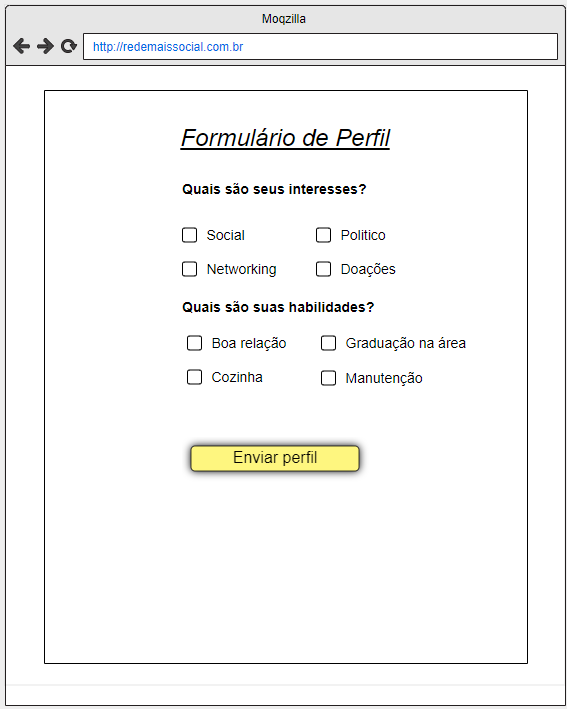 Moqzilla
http://redemaissocial.com.br
Formulário de Perfil
Quais são seus interesses?
Social Politico
Networking Doações
Quais são suas habilidades?
Boa relação Graduação na área
Cozinha Manutenção
Enviar perfil